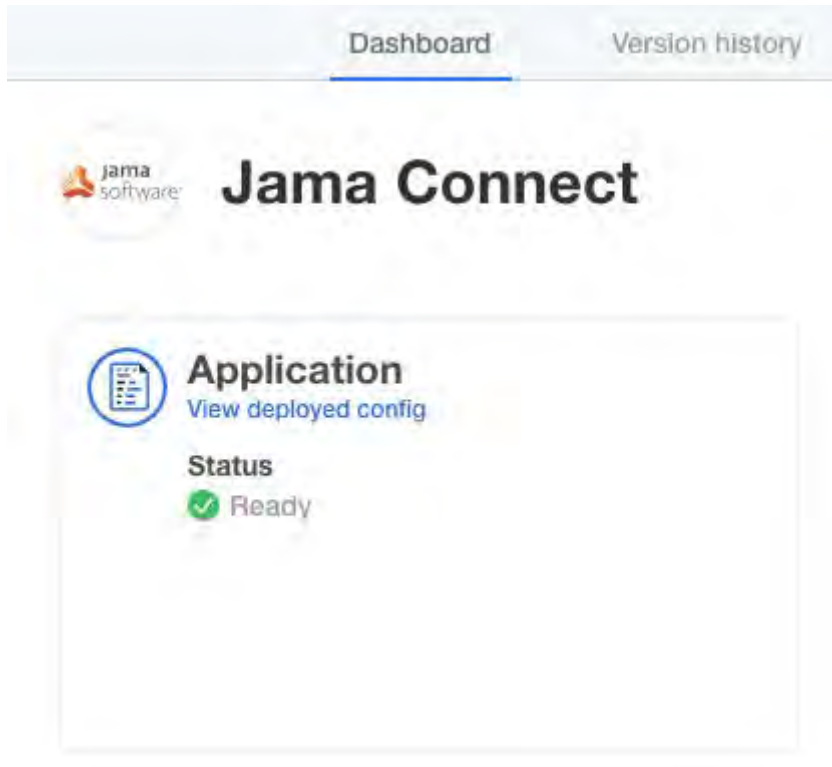 Dashboard Version history
jama
software
Jama Connect
Application
View deployed config
Status
Ready